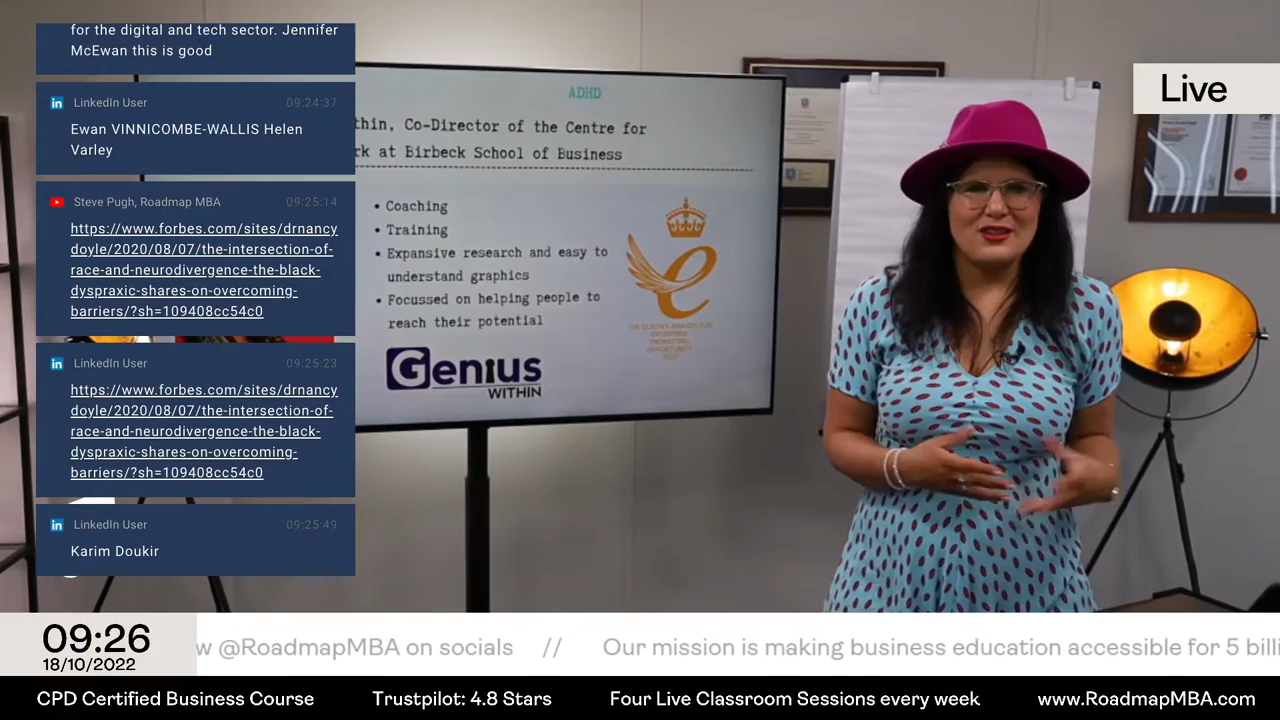 for the digital and tech sector. Jennifer
McEwan this is good
LinkedIn User 09:24:37
Ewan VINNICOMBE-WALLIS Helen
Varley
Steve Pugh, Roadmap MBA 09:25:14
https://www.forbes.com/sites/drnancy
doyle/2020/08/07/the-intersection-of-
race-and-neurodivergence-the-black-
dyspraxic-shares-on-overcoming-
barriers/?sh=109408cc54c0
LinkedIn User 09:25:23
https://www.forbes.com/sites/drnancy
doyle/2020/08/07/the-intersection-of-
race-and-neurodivergence-the-black-
dyspraxic-shares-on-overcoming-
barriers/?sh=109408cc54c0
LinkedIn User 09:25:49
Karim Doukir
ADHD
thin, Co-Director of the Centre for
rk at Birbeck School of Business
• Coaching
• Training
• Expansive research and easy to
understand graphics
• Focussed on helping people to
reach their potential
THE QUEEN'S AWARDS FOR
ENTERPRISE
PROMOTING
OPPORTUNITY
Genius
WITHIN
Live
09:26
18/10/2022
w @RoadmapMBA on socials // Our mission is making business education accessible for 5 billi
CPD Certified Business Course Trustpilot: 4.8 Stars Four Live Classroom Sessions every week www.RoadmapMBA.com